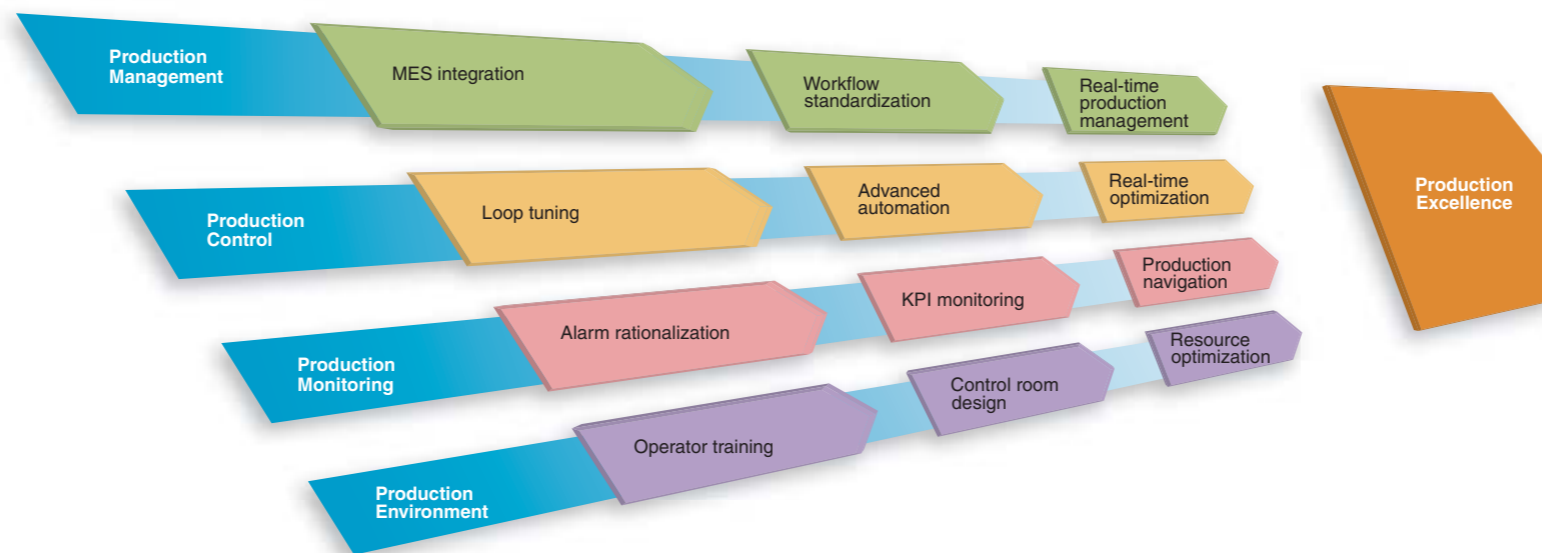 Production
Management
MES integration
Workflow
standardization
Real-time
production
management
Production
Control
Loop tuning
Advanced
automation
Real-time
optimization
Production
Excellence
Production
Monitoring
Alarm rationalization
KPI monitoring
Production
navigation
Production
Environment
Operator training
Control room
design
Resource
optimization